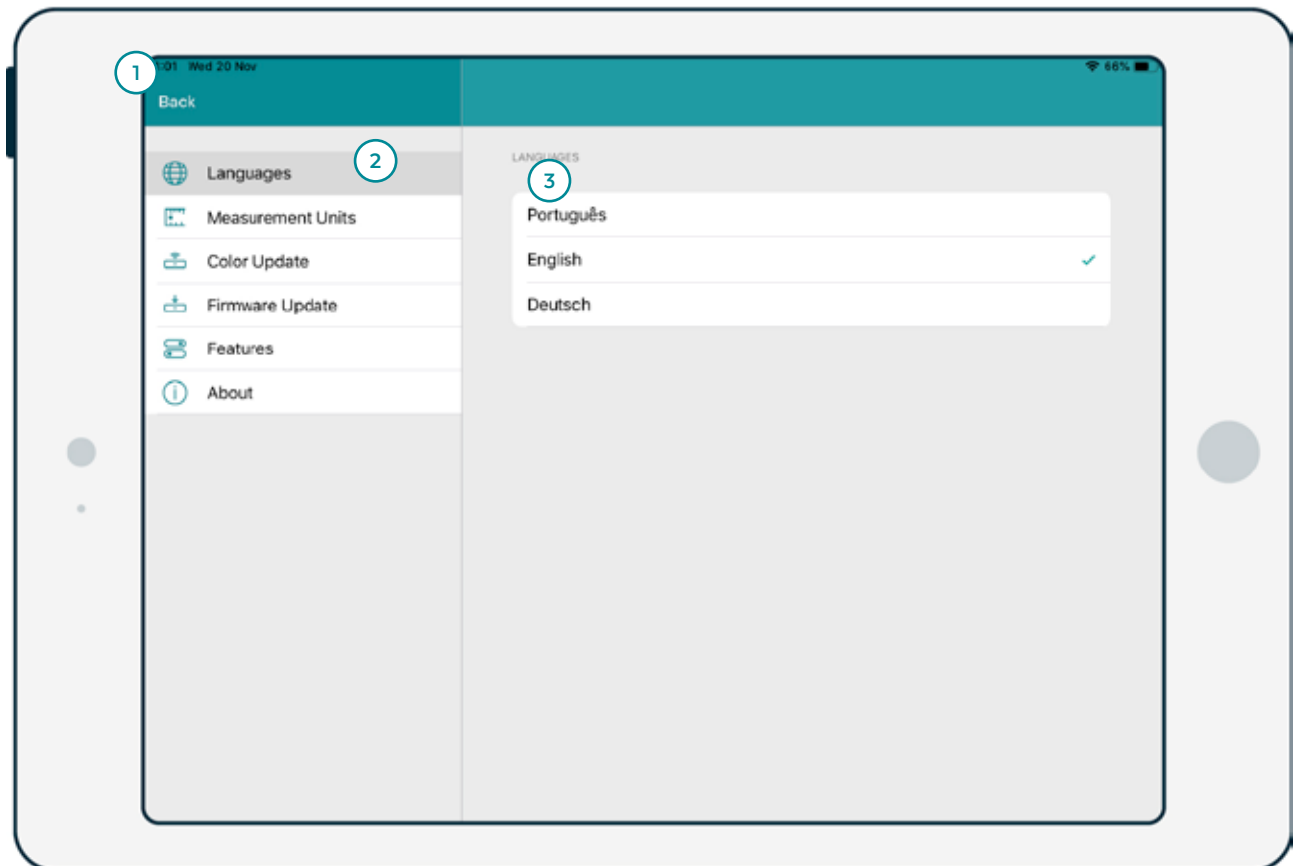 1
:01 Wed 20 Nov
66%
Back
2
Languages
Measurement Units
Color Update
Firmware Update
Features
About
LANGUAGES
3
Português
English
Deutsch